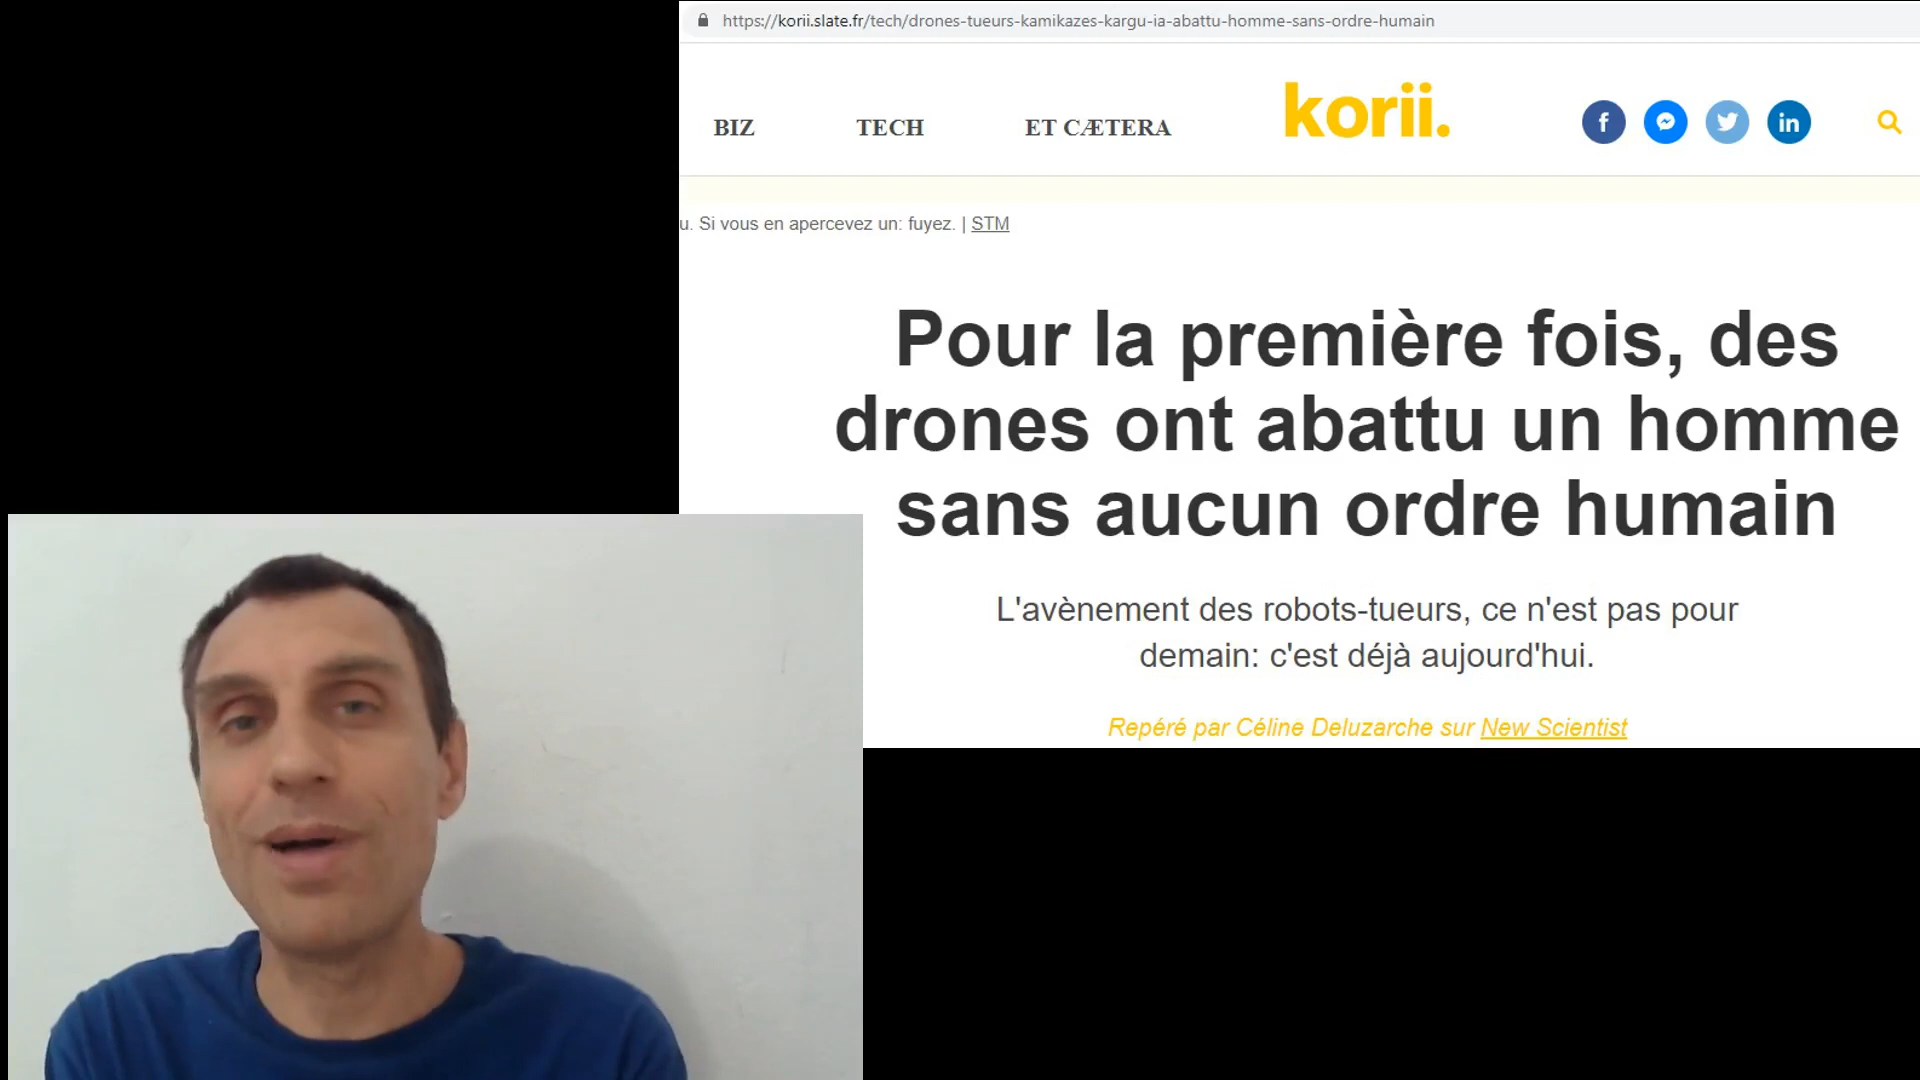 https://korii.slate.fr/tech/drones-tueurs-kamikazes-kargu-ia-abattu-homme-sans-ordre-humain
BIZ TECH ET CÆTERA korii. f in
u. Si vous en apercevez un: fuyez. | STM
Pour la première fois, des
drones ont abattu un homme
sans aucun ordre humain
L'avènement des robots-tueurs, ce n'est pas pour
demain: c'est déjà aujourd'hui.
Repéré par Céline Deluzarche sur New Scientist